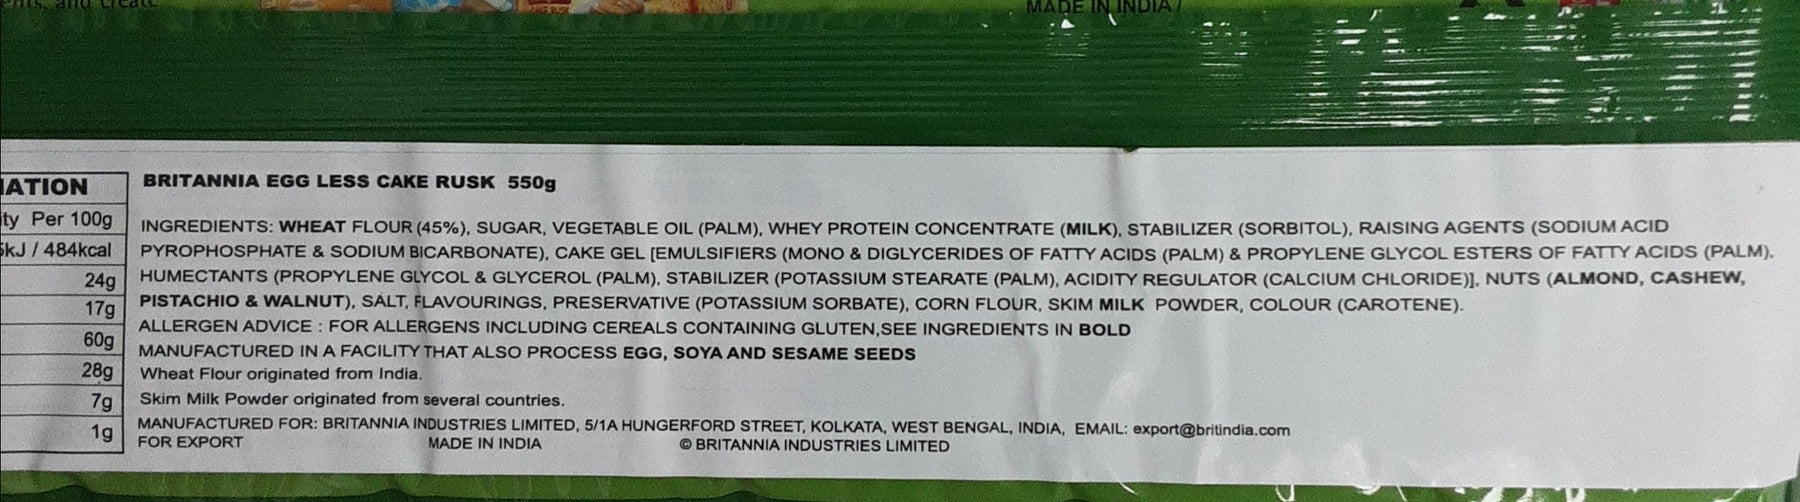 MADE IN INDIA /
BRITANNIA EGG LESS CAKE RUSK 550g
Per 100g
kJ / 484kcal
24g
17g
60g
28g
7g
1g
INGREDIENTS: WHEAT FLOUR (45%), SUGAR, VEGETABLE OIL (PALM), WHEY PROTEIN CONCENTRATE (MILK), STABILIZER (SORBITOL), RAISING AGENTS (SODIUM ACID
PYROPHOSPHATE & SODIUM BICARBONATE), CAKE GEL [EMULSIFIERS (MONO & DIGLYCERIDES OF FATTY ACIDS (PALM) & PROPYLENE GLYCOL ESTERS OF FATTY ACIDS (PALM),
HUMECTANTS (PROPYLENE GLYCOL & GLYCEROL (PALM), STABILIZER (POTASSIUM STEARATE (PALM), ACIDITY REGULATOR (CALCIUM CHLORIDE)], NUTS (ALMOND, CASHEW,
PISTACHIO & WALNUT), SALT, FLAVOURINGS, PRESERVATIVE (POTASSIUM SORBATE), CORN FLOUR, SKIM MILK POWDER, COLOUR (CAROTENE).
ALLERGEN ADVICE : FOR ALLERGENS INCLUDING CEREALS CONTAINING GLUTEN,SEE INGREDIENTS IN BOLD
MANUFACTURED IN A FACILITY THAT ALSO PROCESS EGG, SOYA AND SESAME SEEDS
Wheat Flour originated from India.
Skim Milk Powder originated from several countries.
MANUFACTURED FOR: BRITANNIA INDUSTRIES LIMITED, 5/1A HUNGERFORD STREET, KOLKATA, WEST BENGAL, INDIA, EMAIL: export@britindia.com
FOR EXPORT MADE IN INDIA © BRITANNIA INDUSTRIES LIMITED